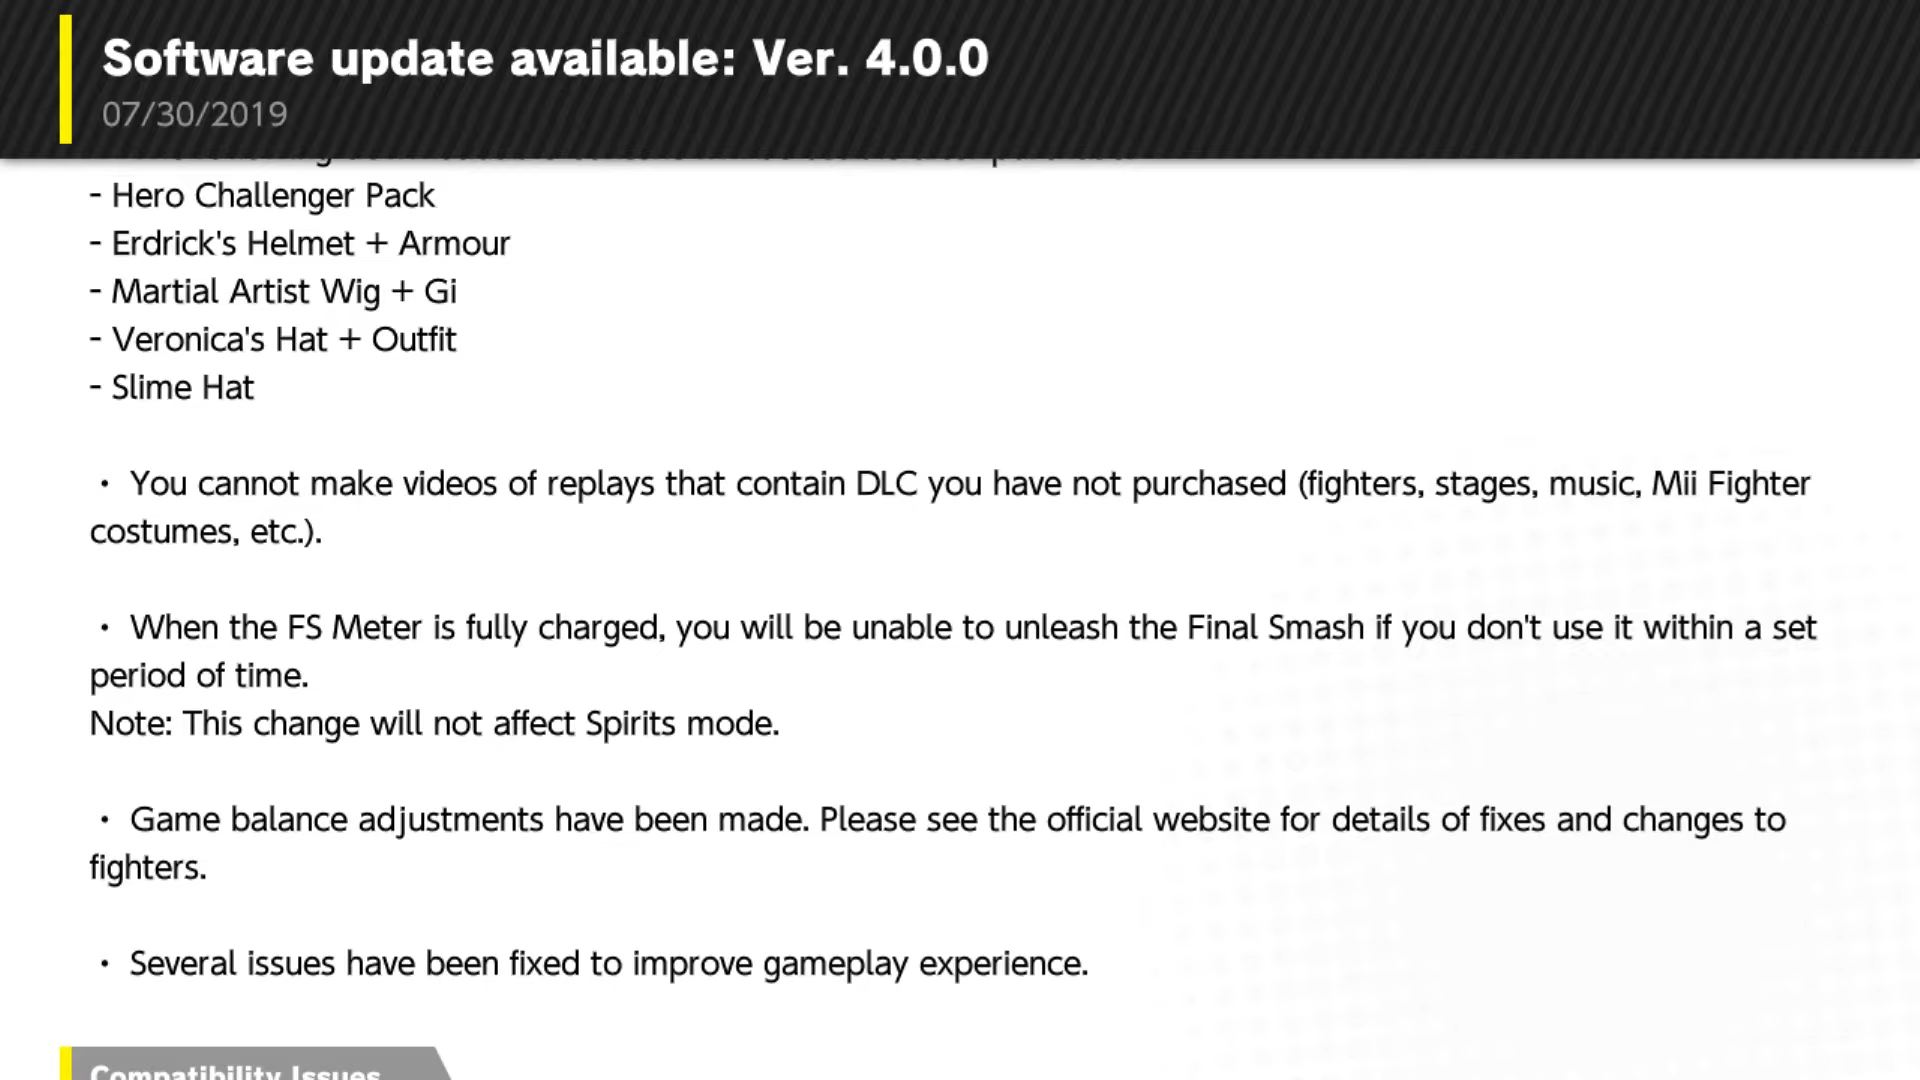 Software update available: Ver. 4.0.0
07/30/2019
- Hero Challenger Pack
- Erdrick's Helmet + Armour
- Martial Artist Wig + Gi
- Veronica's Hat + Outfit
- Slime Hat
・ You cannot make videos of replays that contain DLC you have not purchased (fighters, stages, music, Mii Fighter
costumes, etc.).
・ When the FS Meter is fully charged, you will be unable to unleash the Final Smash if you don't use it within a set
period of time.
Note: This change will not affect Spirits mode.
・ Game balance adjustments have been made. Please see the official website for details of fixes and changes to
fighters.
・ Several issues have been fixed to improve gameplay experience.
Compatibility Issues